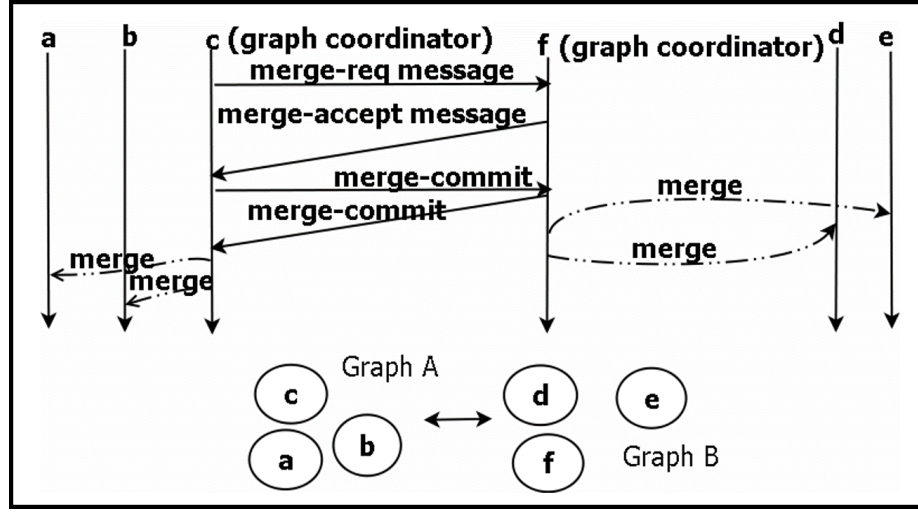 a b c (graph coordinator) f (graph coordinator) d e
merge-req message
merge-accept message
merge-commit
merge
merge-commit
merge
merge
merge
Graph A
c
d
e
b
a
f
Graph B